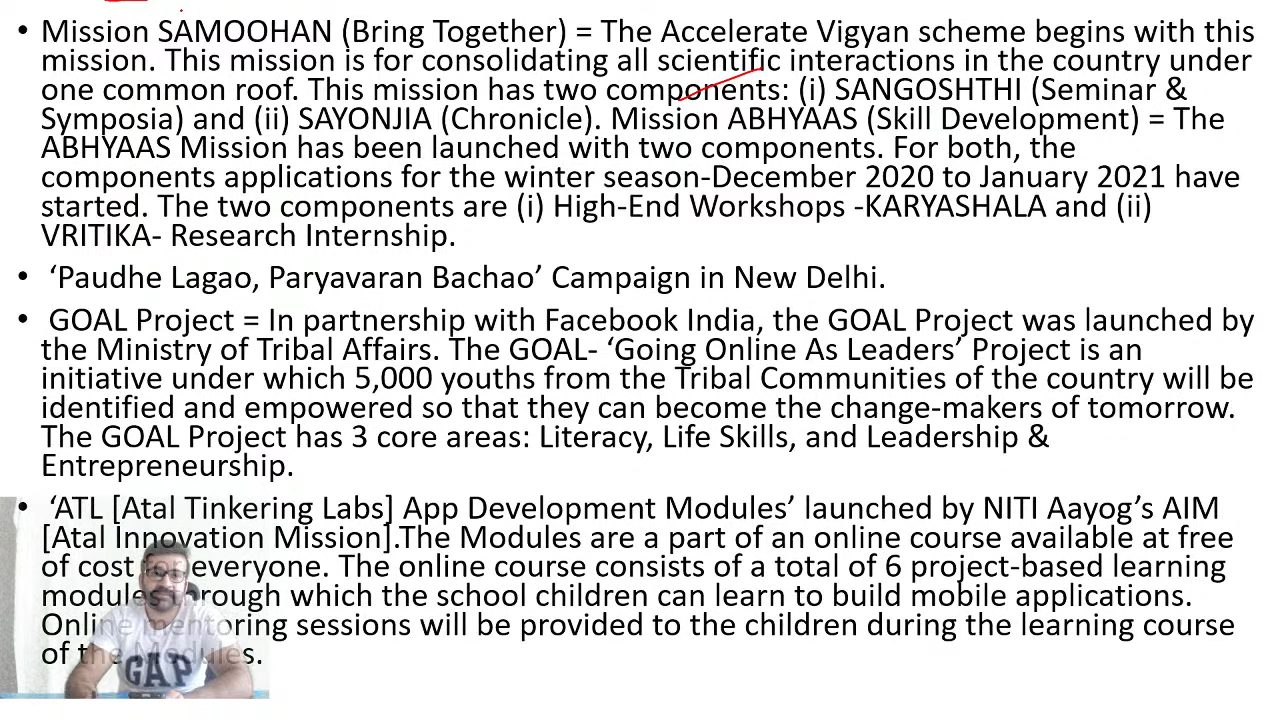 • Mission SAMOOHAN (Bring Together) = The Accelerate Vigyan scheme begins with this
mission. This mission is for consolidating all scientific interactions in the country under
one common roof. This mission has two components: (i) SANGOSHTHI (Seminar &
Symposia) and (ii) SAYONJIA (Chronicle). Mission ABHYAAS (Skill Development) = The
ABHYAAS Mission has been launched with two components. For both, the
components applications for the winter season-December 2020 to January 2021 have
started. The two components are (i) High-End Workshops -KARYASHALA and (ii)
VRITIKA- Research Internship.
• ‘Paudhe Lagao, Paryavaran Bachao’ Campaign in New Delhi.
• GOAL Project = In partnership with Facebook India, the GOAL Project was launched by
the Ministry of Tribal Affairs. The GOAL- ‘Going Online As Leaders’ Project is an
initiative under which 5,000 youths from the Tribal Communities of the country will be
identified and empowered so that they can become the change-makers of tomorrow.
The GOAL Project has 3 core areas: Literacy, Life Skills, and Leadership &
Entrepreneurship.
• ‘ATL [Atal Tinkering Labs] App Development Modules’ launched by NITI Aayog’s AIM
[Atal Innovation Mission].The Modules are a part of an online course available at free
of cost everyone. The online course consists of a total of 6 project-based learning
modules through which the school children can learn to build mobile applications.
Online mentoring sessions will be provided to the children during the learning course
of the Modules.
GAP